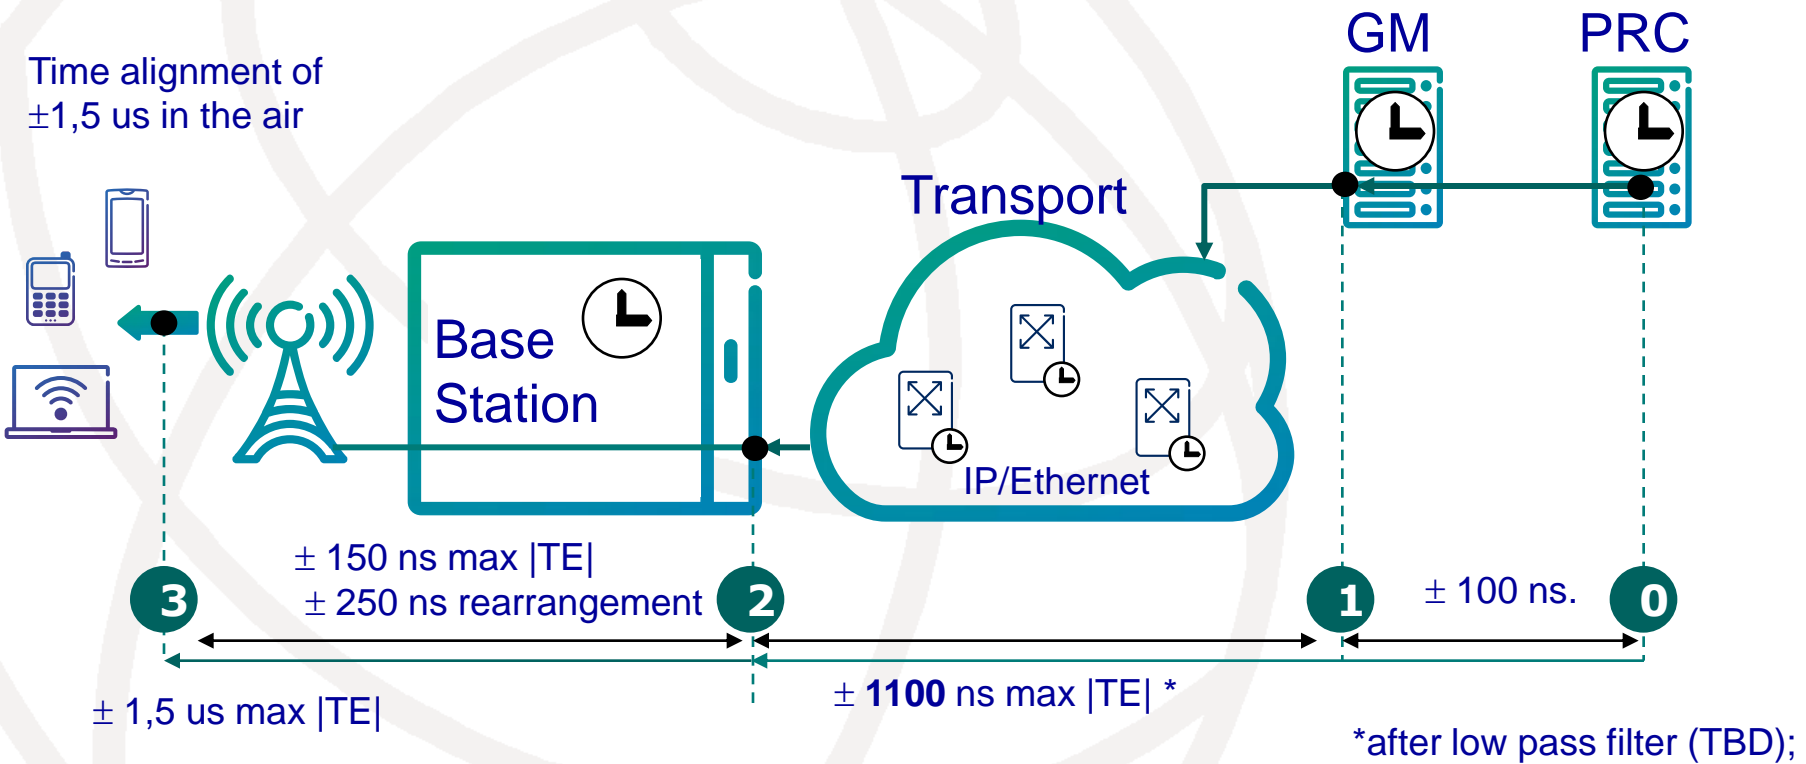 GM
PRC
Time alignment of
±1,5 us in the air
Transport
Base
Station
IP/Ethernet
± 150 ns max |TE|
± 250 ns rearrangement
3
2
1
± 100 ns.
0
± 1,5 us max |TE|
± 1100 ns max |TE| *
*after low pass filter (TBD);